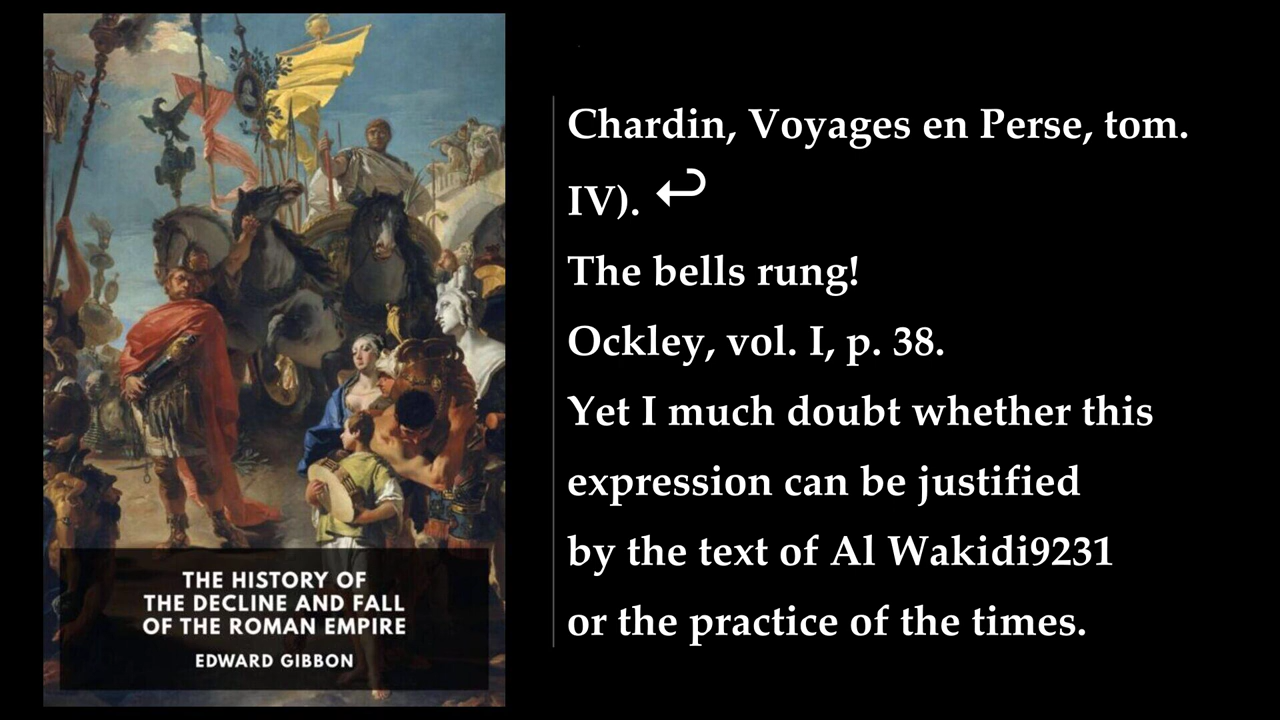 THE HISTORY OF
THE DECLINE AND FALL
OF THE ROMAN EMPIRE
EDWARD GIBBON
Chardin, Voyages en Perse, tom.
IV). ↩
The bells rung!
Ockley, vol. I, p. 38.
Yet I much doubt whether this
expression can be justified
by the text of Al Wakidi9231
or the practice of the times.